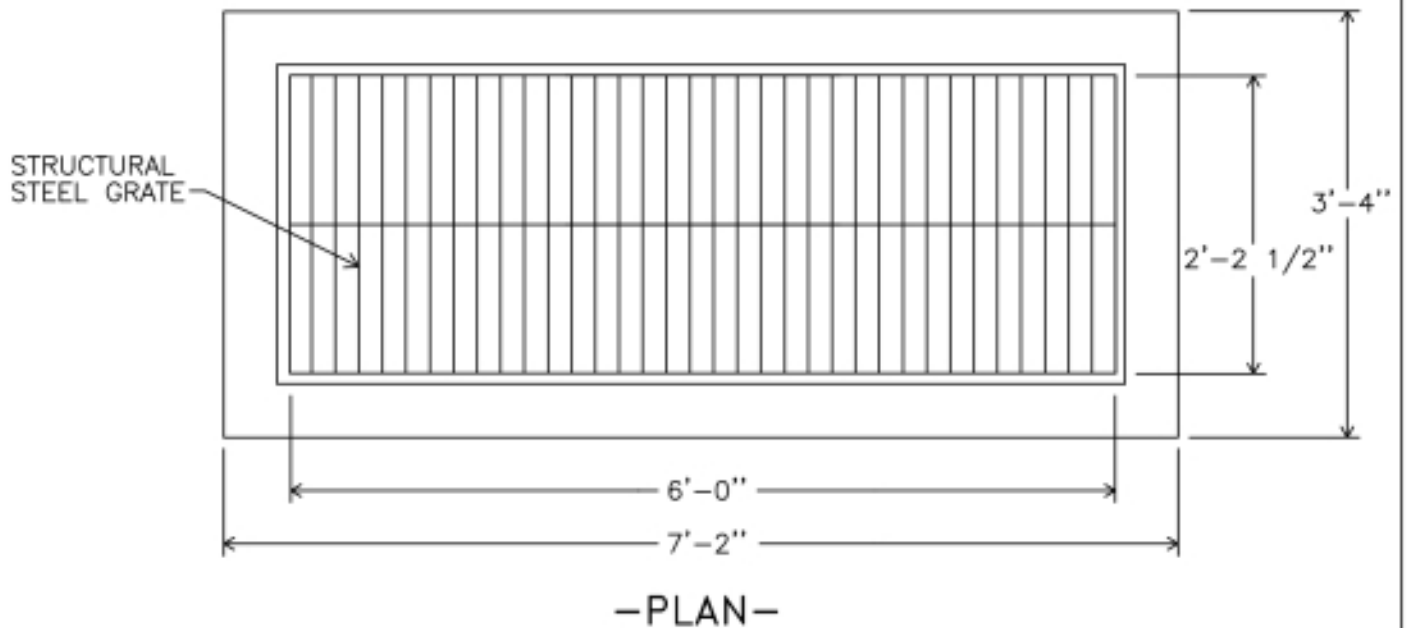 STRUCTURAL
STEEL GRATE
3'-4"
2'-2 1/2"
6'-0"
7'-2"
-PLAN-